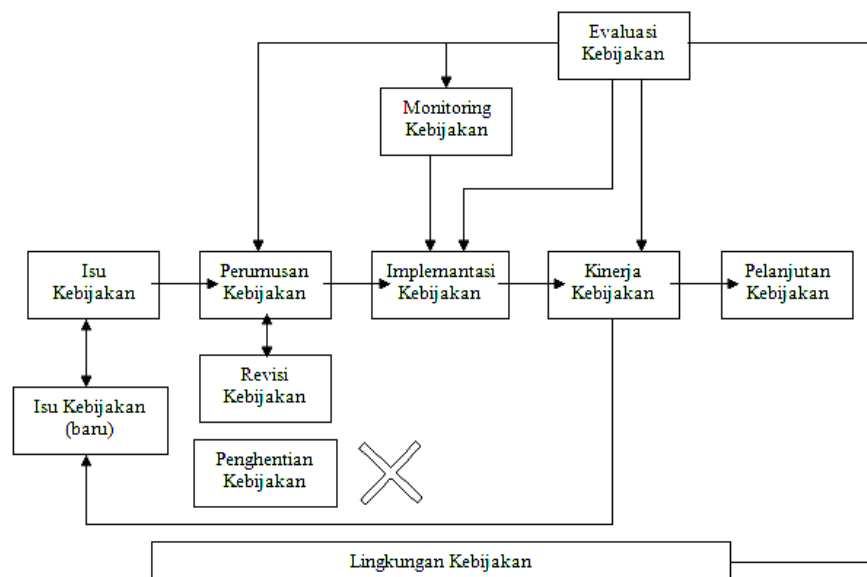 Evaluasi
Kebijakan
Monitoring
Kebijakan
Isu
Kebijakan
Perumusan
Kebijakan
Implemantasi
Kebijakan
Kinerja
Kebijakan
Pelanjutan
Kebijakan
Revisi
Kebijakan
Isu Kebijakan
(baru)
Penghentian
Kebijakan
Lingkungan Kebijakan